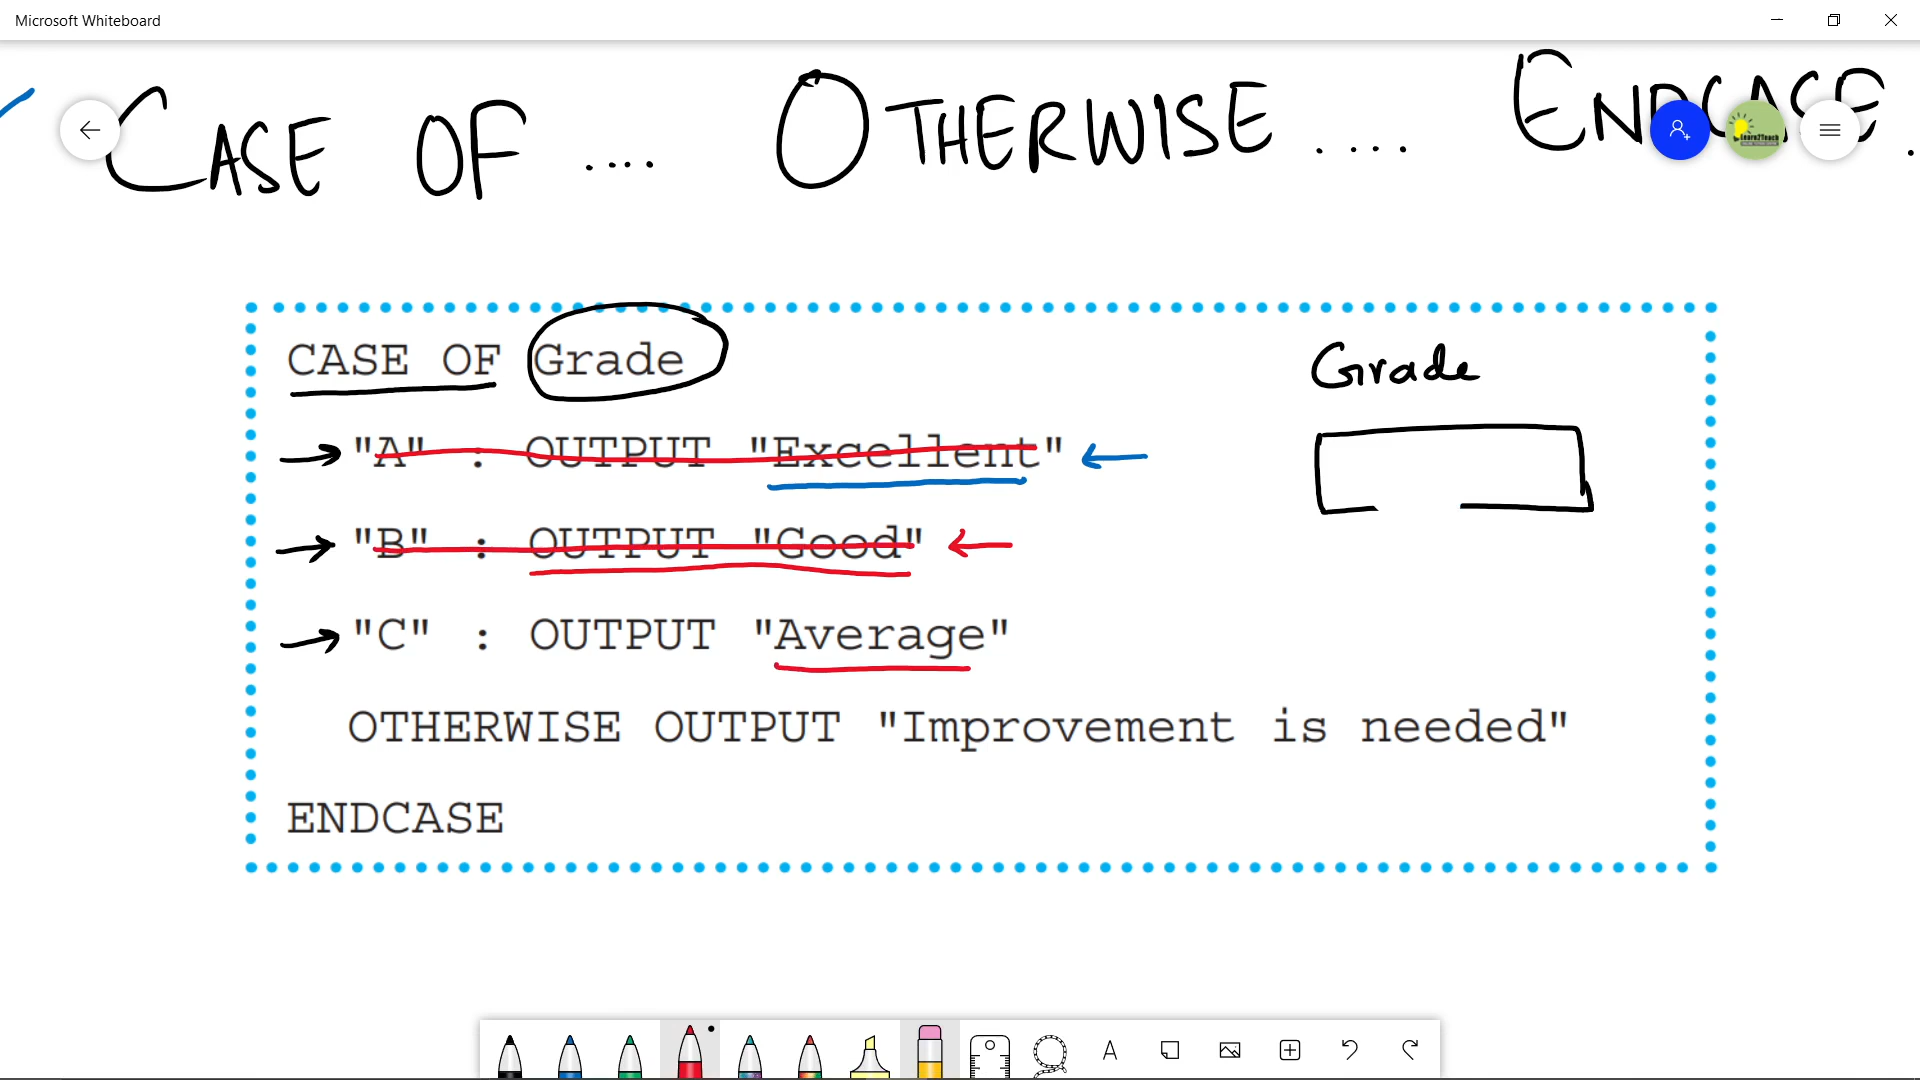 Microsoft Whiteboard
CASE OF .... OTHERWISE .... ENDCASE.
Learn2Teach
CASE OF Grade
Grade
"A" : OUTPUT "Excellent"
"B" : OUTPUT "Good"
"C" : OUTPUT "Average"
OTHERWISE OUTPUT "Improvement is needed"
ENDCASE
A